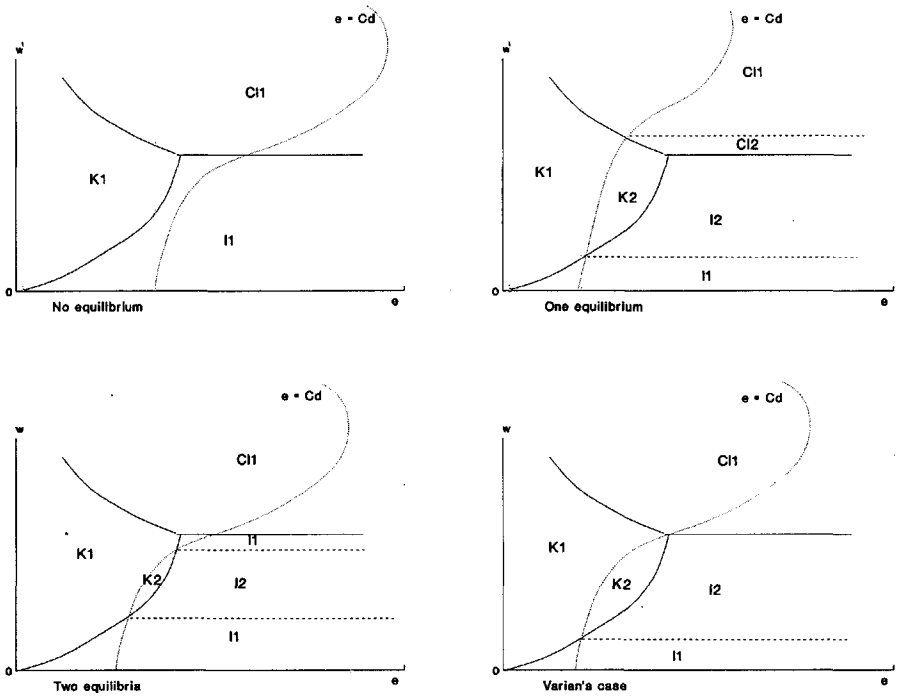 e = Cd
w
Cl1
K1
I1
0
e
No equilibrium
e = Cd
w
Cl1
Cl2
K1
K2
I2
I1
0
e
One equilibrium
e = Cd
w
Cl1
I1
K1
K2
I2
I1
0
e
Two equilibria
e = Cd
w
Cl1
K1
K2
I2
I1
0
e
Varian's case